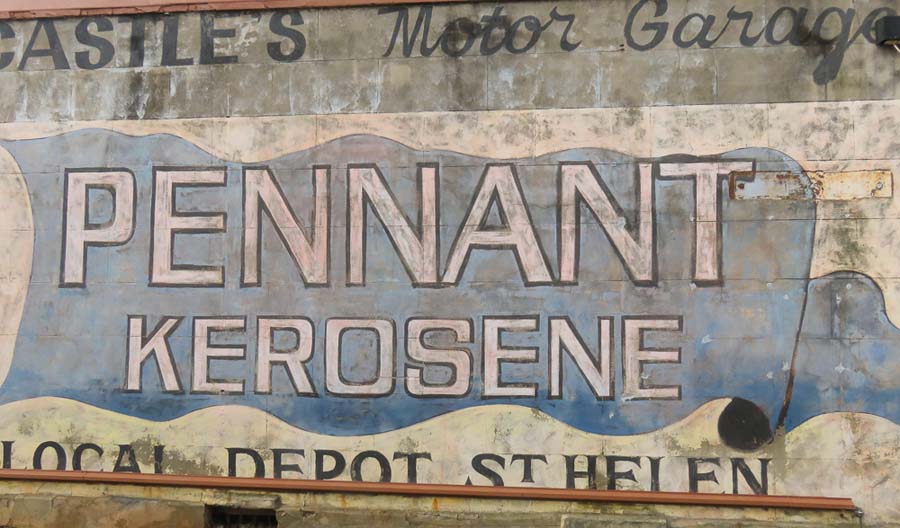 CASTLE'S Motor Garage
PENNANT
KEROSENE
LOCAL DEPOT ST HELEN